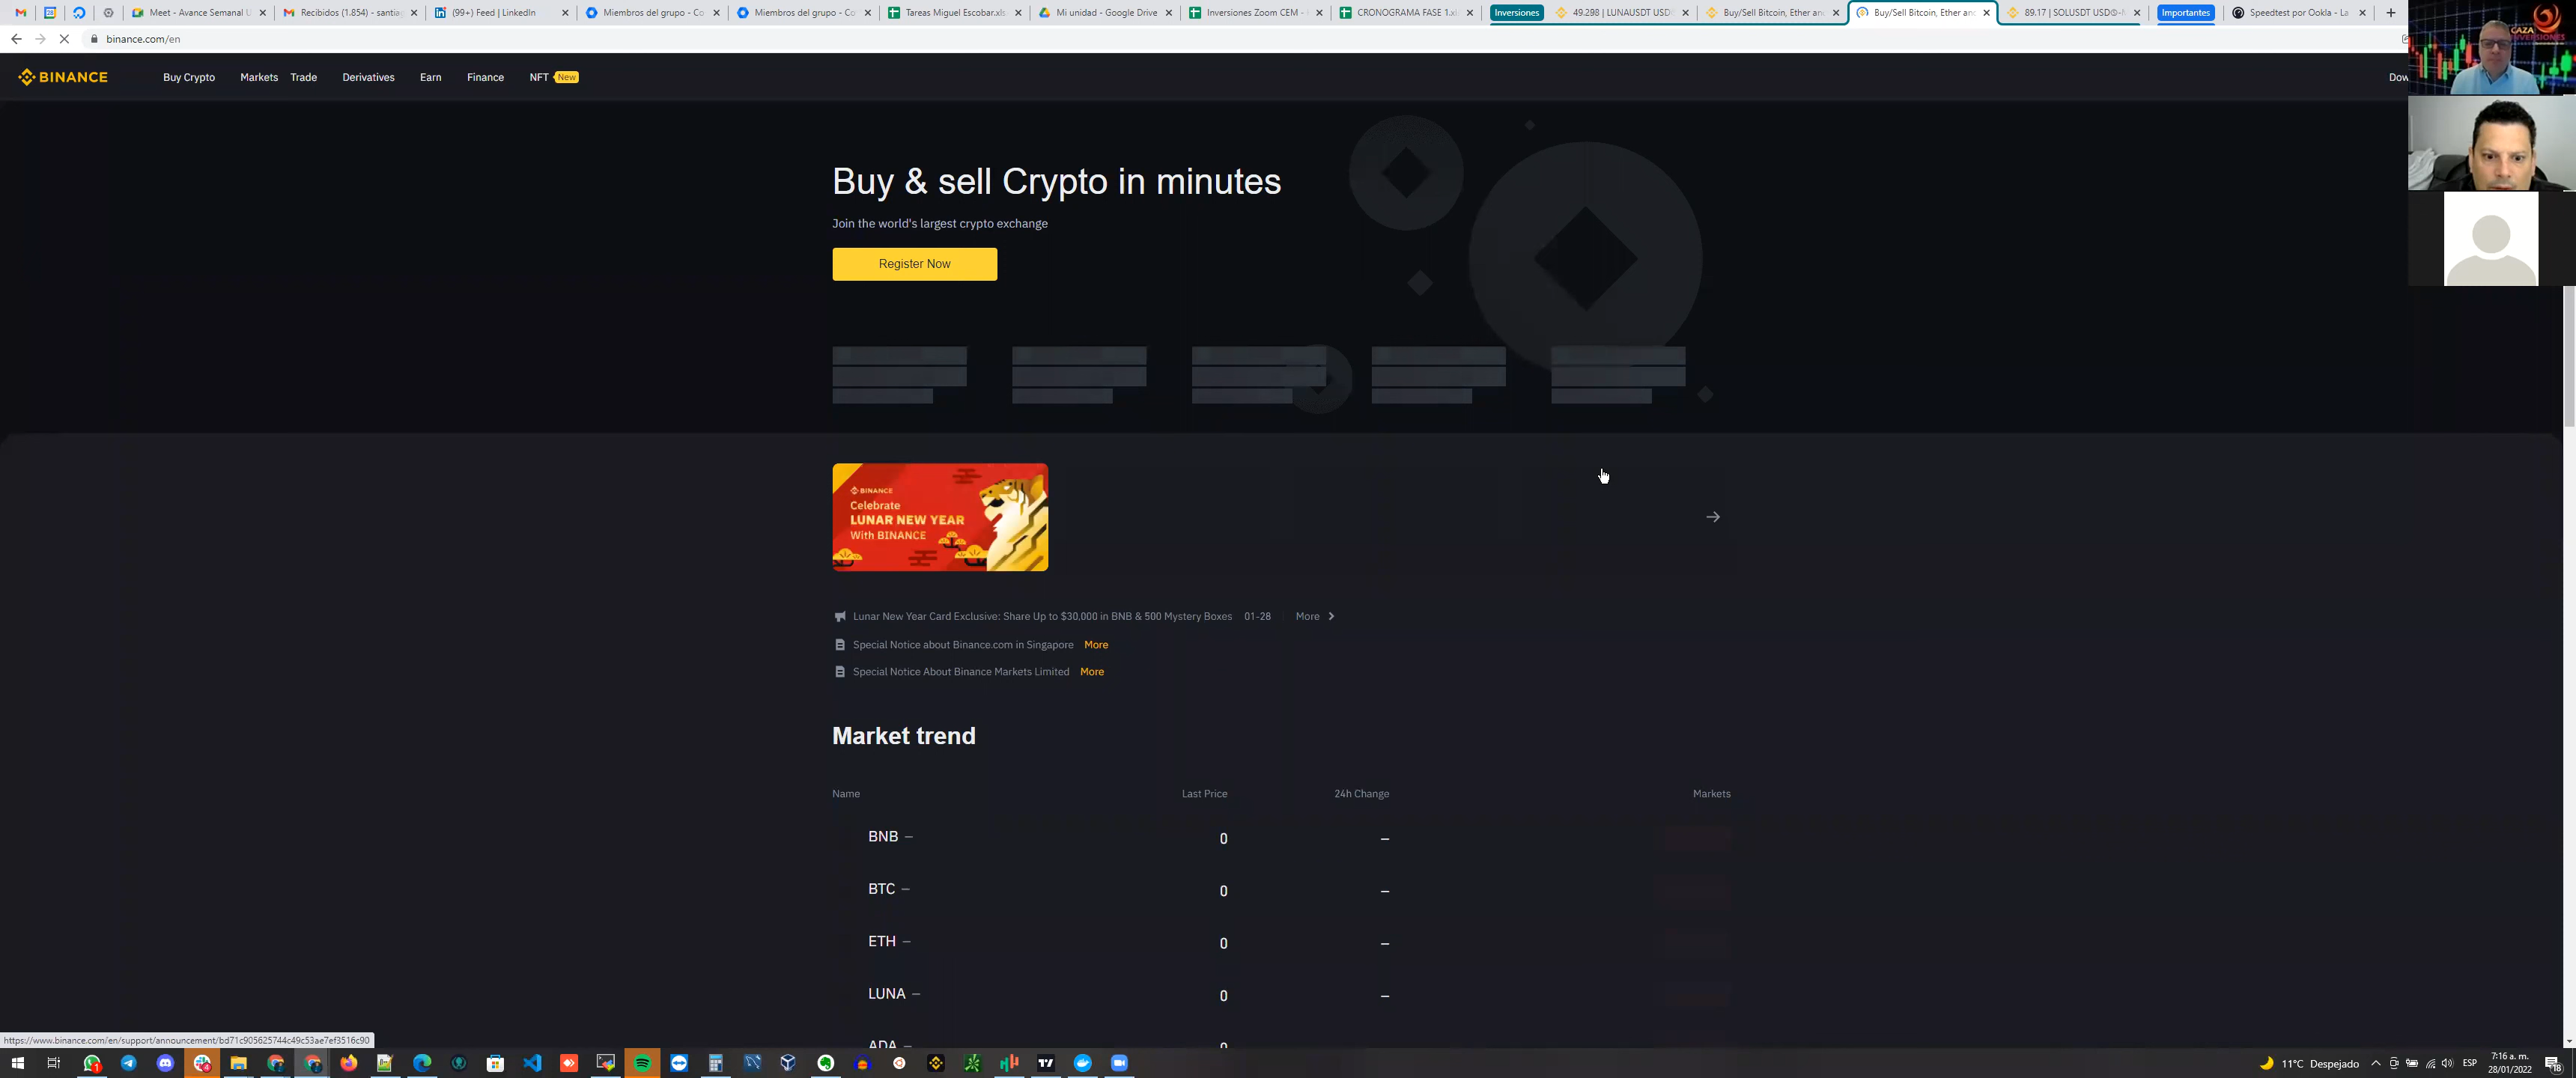 Meet - Avance Semanal U
Recibidos (1.854) - santia
(99+) Feed | LinkedIn
Miembros del grupo - Co
Miembros del grupo - Co
Tareas Miguel Escobar.xls
Mi unidad - Google Drive
Inversiones Zoom CEM -
CRONOGRAMA FASE 1.xl
Inversiones
49.298 | LUNAUSDT USD
Buy/Sell Bitcoin, Ether an
Buy/Sell Bitcoin, Ether and
89.17 | SOLUSDT USD
Importantes
Speedtest por Ookla - La
binance.com/en
CAZA
INVERSIONES
BINANCE
Buy Crypto
Markets
Trade
Derivatives
Earn
Finance
NFT
New
Dow
Buy & sell Crypto in minutes
Join the world's largest crypto exchange
Register Now
BINANCE
Celebrate
LUNAR NEW YEAR
With BINANCE
Lunar New Year Card Exclusive: Share Up to $30,000 in BNB & 500 Mystery Boxes 01-28 More
Special Notice about Binance.com in Singapore More
Special Notice About Binance Markets Limited More
Market trend
Name Last Price 24h Change Markets
BNB – 0 –
BTC – 0 –
ETH – 0 –
LUNA – 0 –
ADA – 0
https://www.binance.com/en/support/announcement/bd71c905625744c49c53ae7ef3516c90
11°C Despejado
ESP
7:16 a. m.
28/01/2022
18